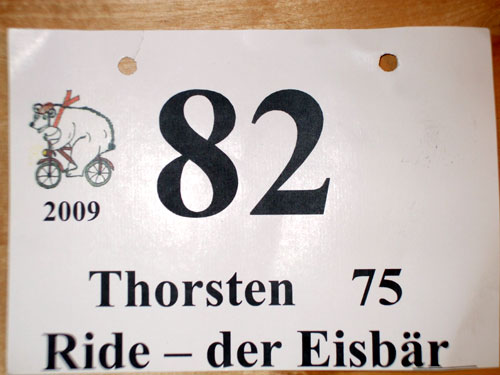 82
2009
Thorsten 75
Ride – der Eisbär